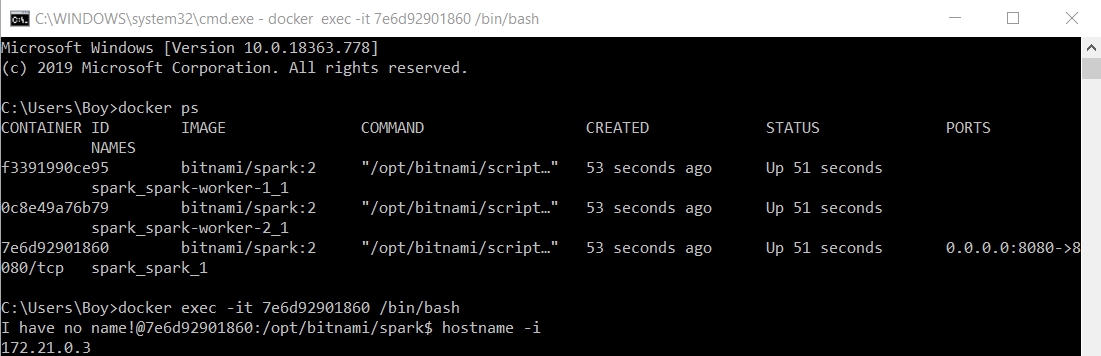 C:\WINDOWS\system32\cmd.exe - docker  exec -it 7e6d92901860 /bin/bash
Microsoft Windows [Version 10.0.18363.778]
(c) 2019 Microsoft Corporation. All rights reserved.
C:\Users\Boy>docker ps
CONTAINER ID        IMAGE               COMMAND                  CREATED             STATUS              PORTS
          NAMES
f3391990ce95        bitnami/spark:2     "/opt/bitnami/script…"   53 seconds ago      Up 51 seconds
          spark_spark-worker-1_1
0c8e49a76b79        bitnami/spark:2     "/opt/bitnami/script…"   53 seconds ago      Up 51 seconds
          spark_spark-worker-2_1
7e6d92901860        bitnami/spark:2     "/opt/bitnami/script…"   53 seconds ago      Up 51 seconds       0.0.0.0:8080->8
080/tcp   spark_spark_1
C:\Users\Boy>docker exec -it 7e6d92901860 /bin/bash
I have no name!@7e6d92901860:/opt/bitnami/spark$ hostname -i
172.21.0.3